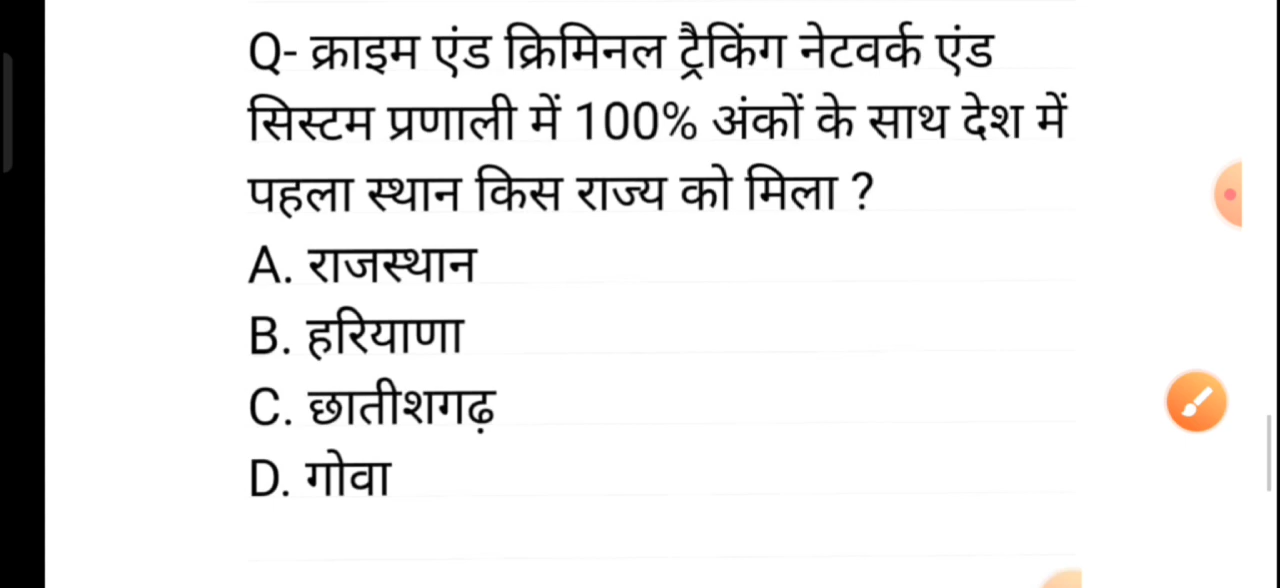 Q- क्राइम एंड क्रिमिनल ट्रैकिंग नेटवर्क एंड
सिस्टम प्रणाली में 100% अंकों के साथ देश में
पहला स्थान किस राज्य को मिला ?
A. राजस्थान
B. हरियाणा
C. छातीशगढ़
D. गोवा